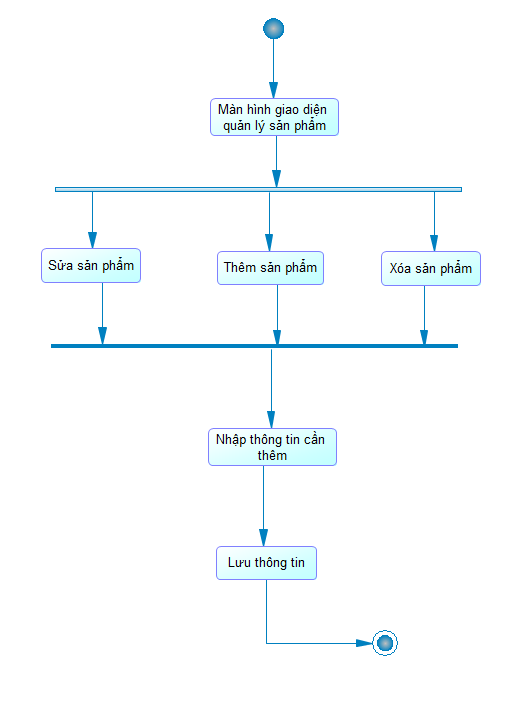 Màn hình giao diện
quản lý sản phẩm
Sửa sản phẩm
Thêm sản phẩm
Xóa sản phẩm
Nhập thông tin cần
thêm
Lưu thông tin